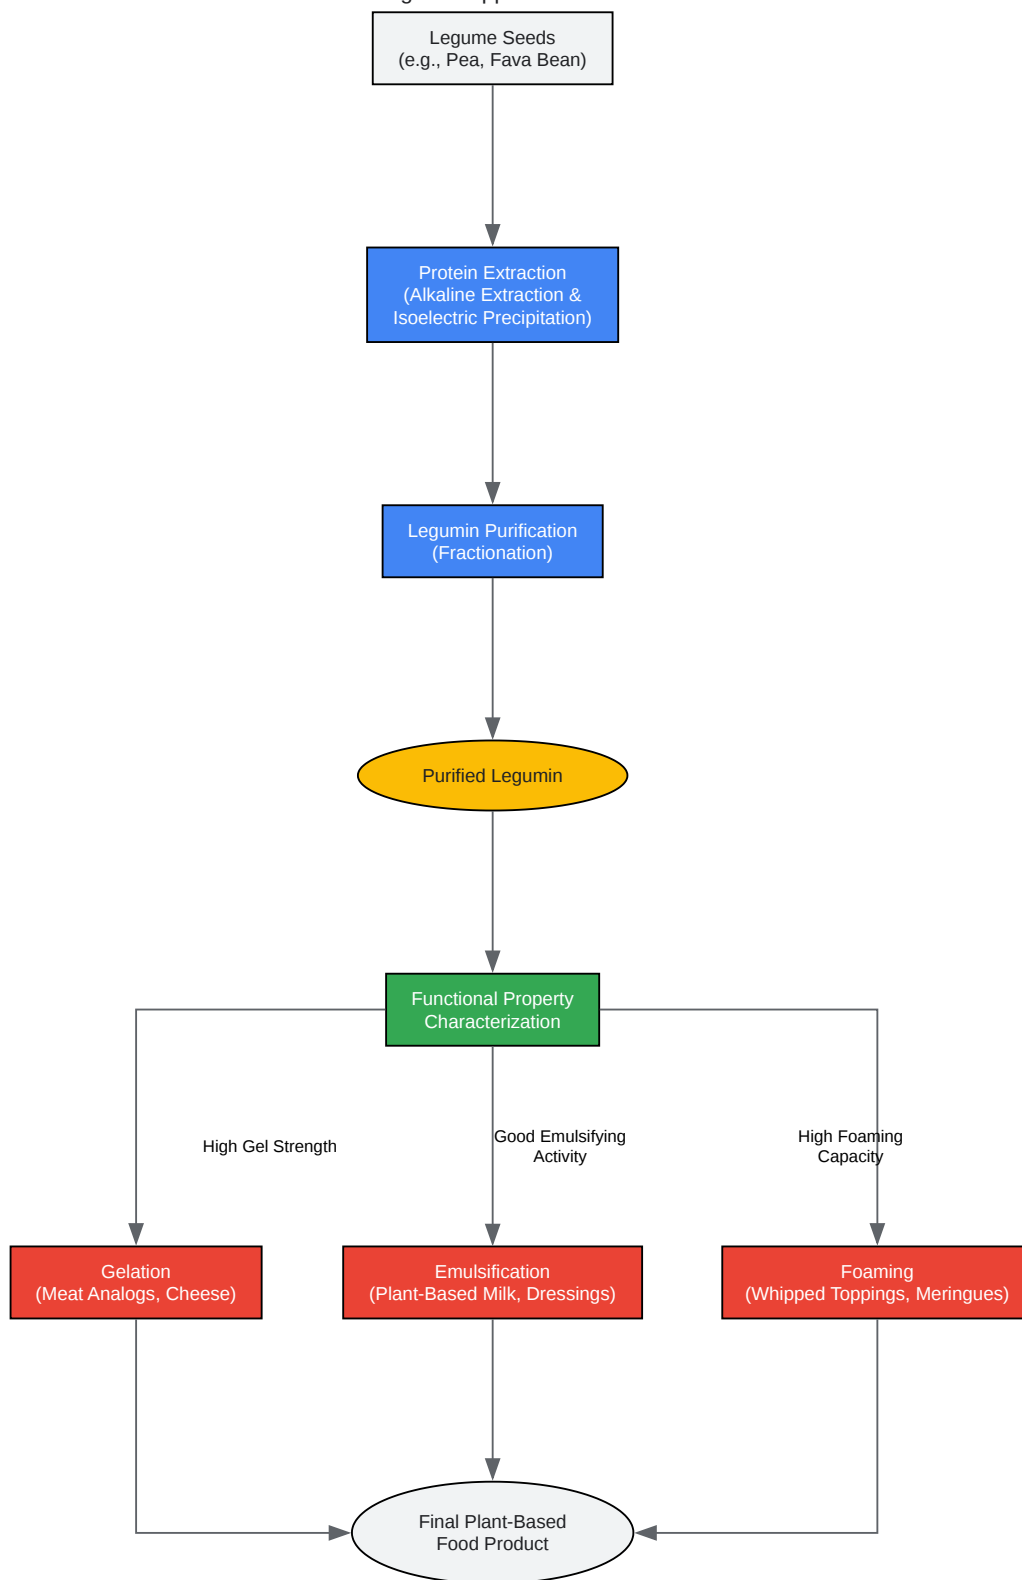 Legume Seeds
(e.g., Pea, Fava Bean)
Protein Extraction
(Alkaline Extraction &
Isoelectric Precipitation)
Legumin Purification
(Fractionation)
Purified Legumin
Functional Property
Characterization
High Gel Strength
Good Emulsifying
Activity
High Foaming
Capacity
Gelation
(Meat Analogs, Cheese)
Emulsification
(Plant-Based Milk, Dressings)
Foaming
(Whipped Toppings, Meringues)
Final Plant-Based
Food Product